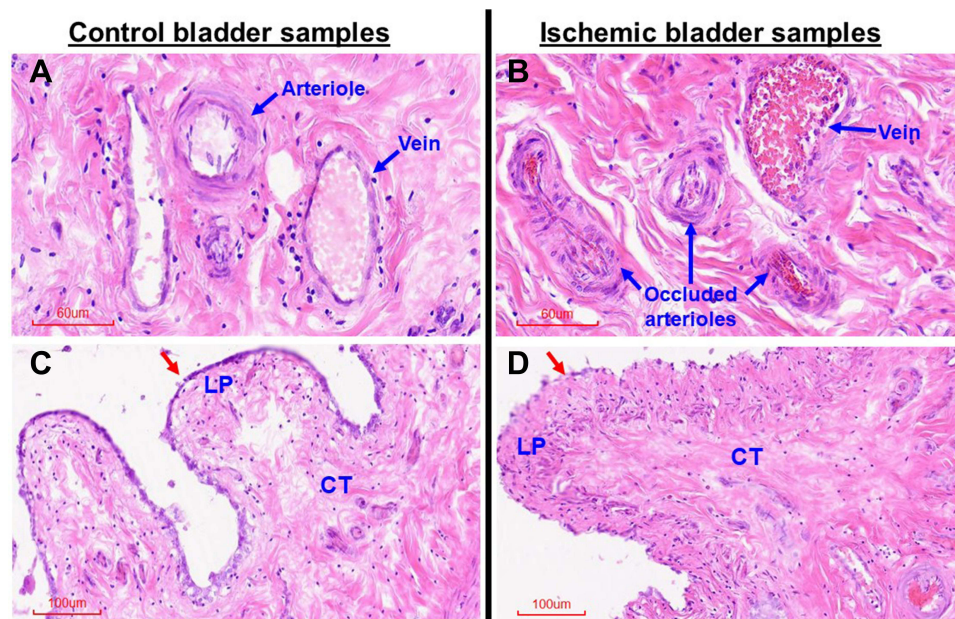 Control bladder samples
Ischemic bladder samples
A
Arteriole
Vein
60um
B
Vein
Occluded
arterioles
60um
C
LP
CT
100um
D
LP
CT
100um